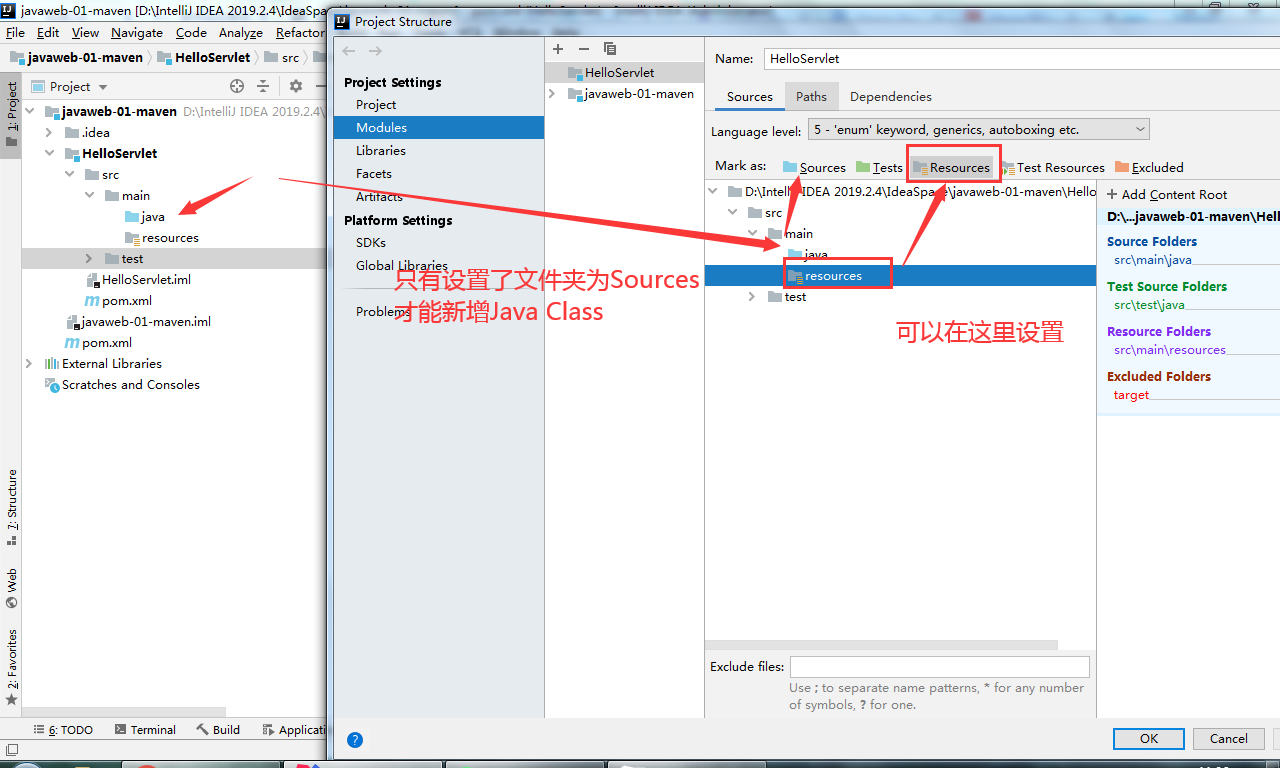 javaweb-01-maven [D:\IntelliJ IDEA 2019.2.4\IdeaSpa
File Edit View Navigate Code Analyze Refactor
javaweb-01-maven HelloServlet src
1: Project
Project
javaweb-01-maven D:\IntelliJ IDEA 2019.2.4\
.idea
HelloServlet
src
main
java
resources
test
HelloServlet.iml
pom.xml
javaweb-01-maven.iml
pom.xml
External Libraries
Scratches and Consoles
7: Structure
Web
2: Favorites
6: TODO Terminal Build Applicati
Project Structure
Project Settings
Project
Modules
Libraries
Facets
Artifacts
Platform Settings
SDKs
Global Libraries
Problems
HelloServlet
javaweb-01-maven
Name: HelloServlet
Sources Paths Dependencies
Language level: 5 - 'enum' keyword, generics, autoboxing etc.
Mark as: Sources Tests Resources Test Resources Excluded
D:\IntelliJ IDEA 2019.2.4\IdeaSpace\javaweb-01-maven\Hello
src
main
java
resources
test
只有设置了文件夹为Sources
才能新增Java Class
可以在这里设置
+ Add Content Root
D:\...javaweb-01-maven\Hel
Source Folders
src\main\java
Test Source Folders
src\test\java
Resource Folders
src\main\resources
Excluded Folders
target
Exclude files:
Use ; to separate name patterns, * for any number
of symbols, ? for one.
? OK Cancel